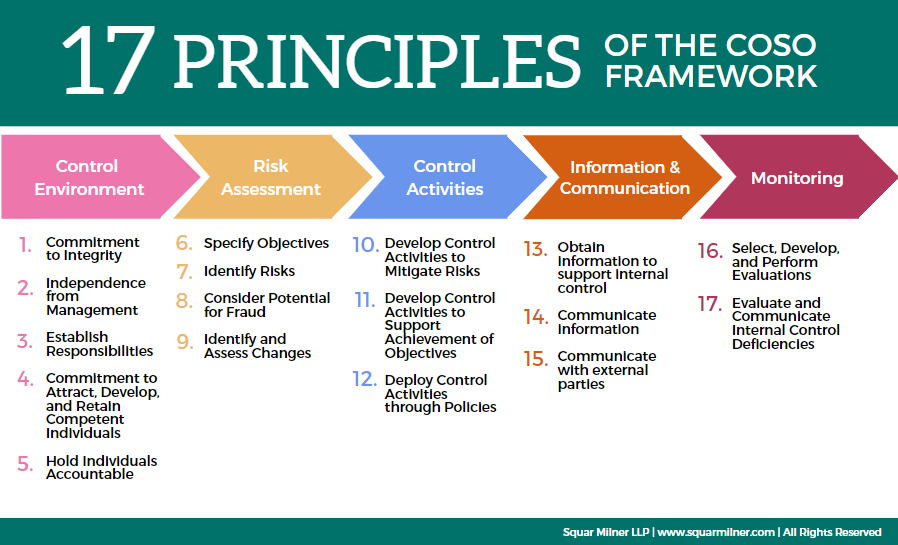 17 PRINCIPLES OF THE COSO
FRAMEWORK
Control
Environment
Risk
Assessment
Control
Activities
Information &
Communication
Monitoring
1. Commitment
to Integrity
2. Independence
from
Management
3. Establish
Responsibilities
4. Commitment to
Attract, Develop,
and Retain
Competent
Individuals
5. Hold Individuals
Accountable
6. Specify Objectives
7. Identify Risks
8. Consider Potential
for Fraud
9. Identify and
Assess Changes
10. Develop Control
Activities to
Mitigate Risks
11. Develop Control
Activities to
Support
Achievement of
Objectives
12. Deploy Control
Activities
through Policies
13. Obtain
Information to
support internal
control
14. Communicate
Information
15. Communicate
with external
parties
16. Select, Develop,
and Perform
Evaluations
17. Evaluate and
Communicate
Internal Control
Deficiencies
Squar Milner LLP | www.squarmilner.com | All Rights Reserved